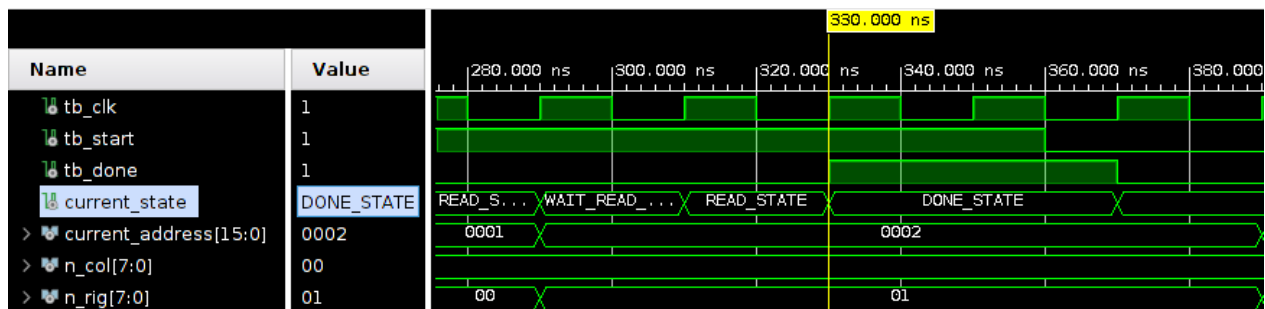 330.000 ns
Name Value 280.000 ns 300.000 ns 320.000 ns 340.000 ns 360.000 ns 380.000
tb_clk 1
tb_start 1
tb_done 1
current_state DONE_STATE READ_S... WAIT_READ_... READ_STATE DONE_STATE
> current_address[15:0] 0002 0001 0002
> n_col[7:0] 00
> n_rig[7:0] 01 00 01